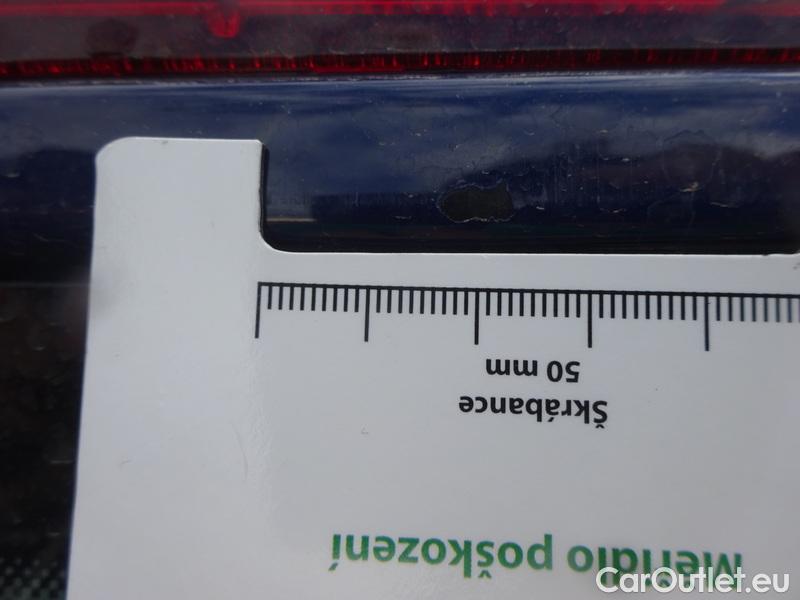 Měřidlo poškození
Škrábance
50 mm
CarOutlet.eu